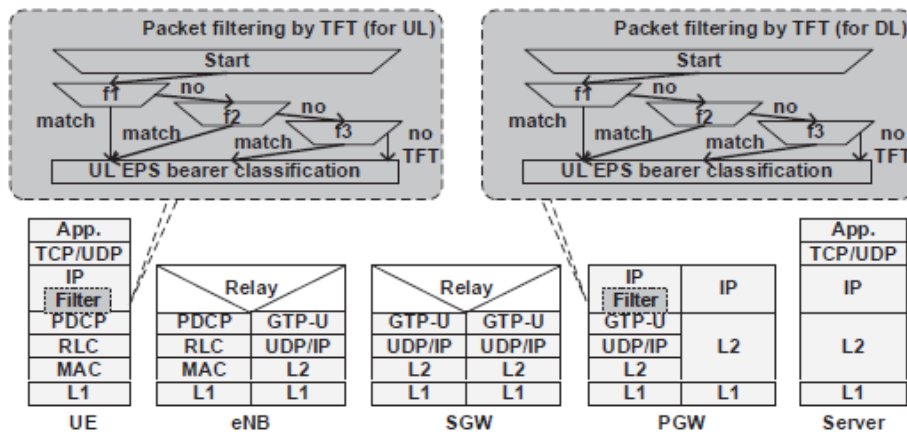 Packet filtering by TFT (for UL)
Start
f1
no
f2
no
f3
match
match
match
no
TFT
UL EPS bearer classification
Packet filtering by TFT (for DL)
Start
f1
no
f2
no
f3
match
match
match
no
TFT
UL EPS bearer classification
App.
TCP/UDP
IP
Filter
PDCP
RLC
MAC
L1
UE
Relay
PDCP GTP-U
RLC UDP/IP
MAC L2
L1 L1
eNB
Relay
GTP-U GTP-U
UDP/IP UDP/IP
L2 L2
L1 L1
SGW
IP IP
Filter
GTP-U
UDP/IP L2
L2
L1 L1
PGW
App.
TCP/UDP
IP
L2
L1
Server